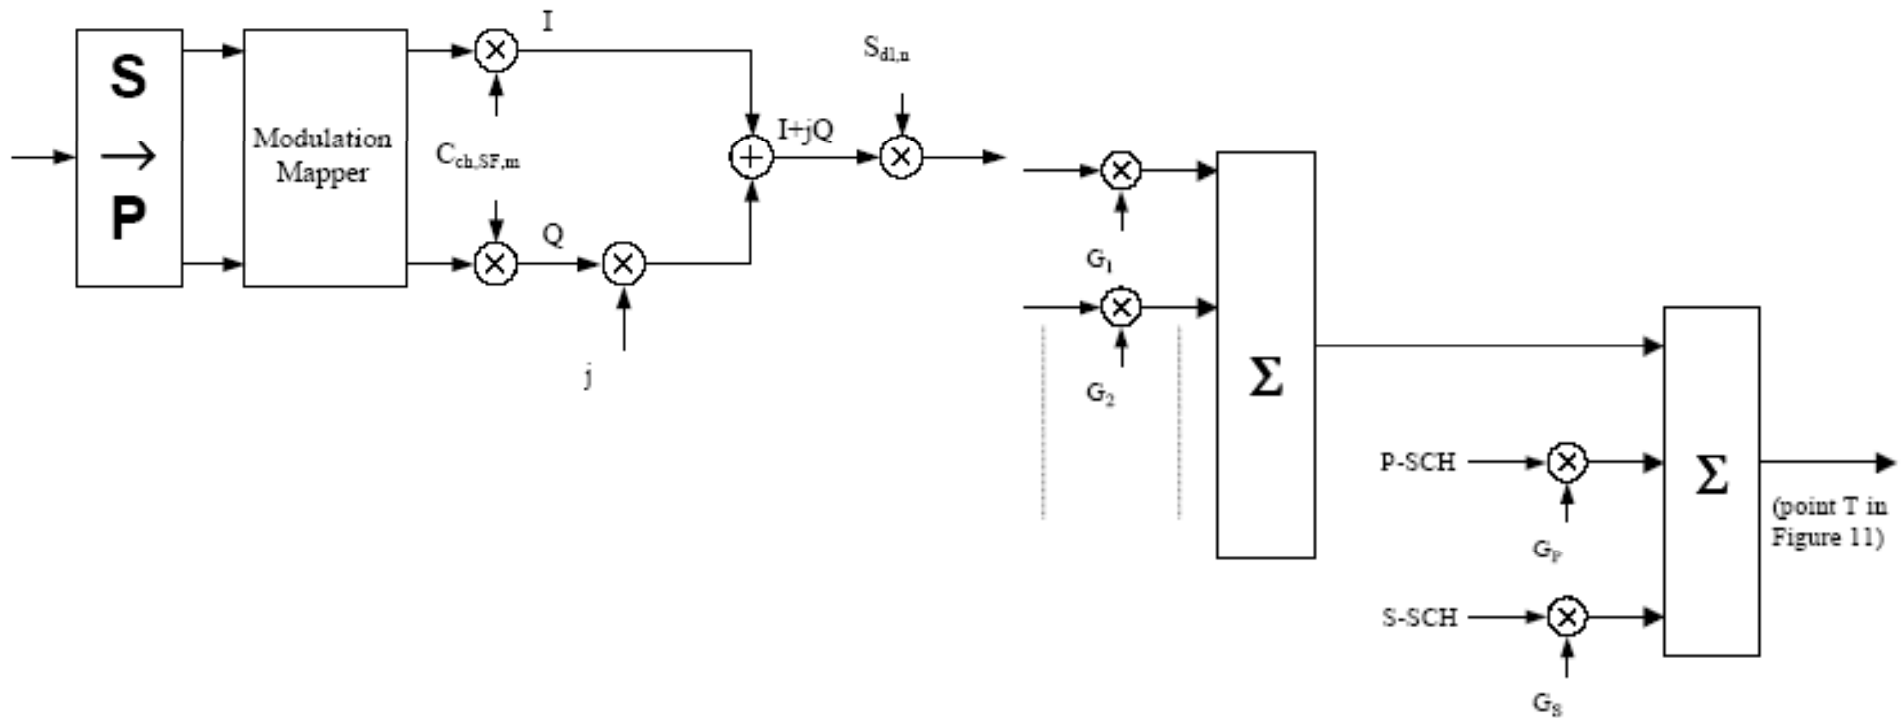 S
→
P
Modulation
Mapper
I
C_ch,SF,m
Q
j
I+jQ
S_dl,n
G_1
G_2
Σ
P-SCH
G_P
S-SCH
G_S
Σ
(point T in
Figure 11)